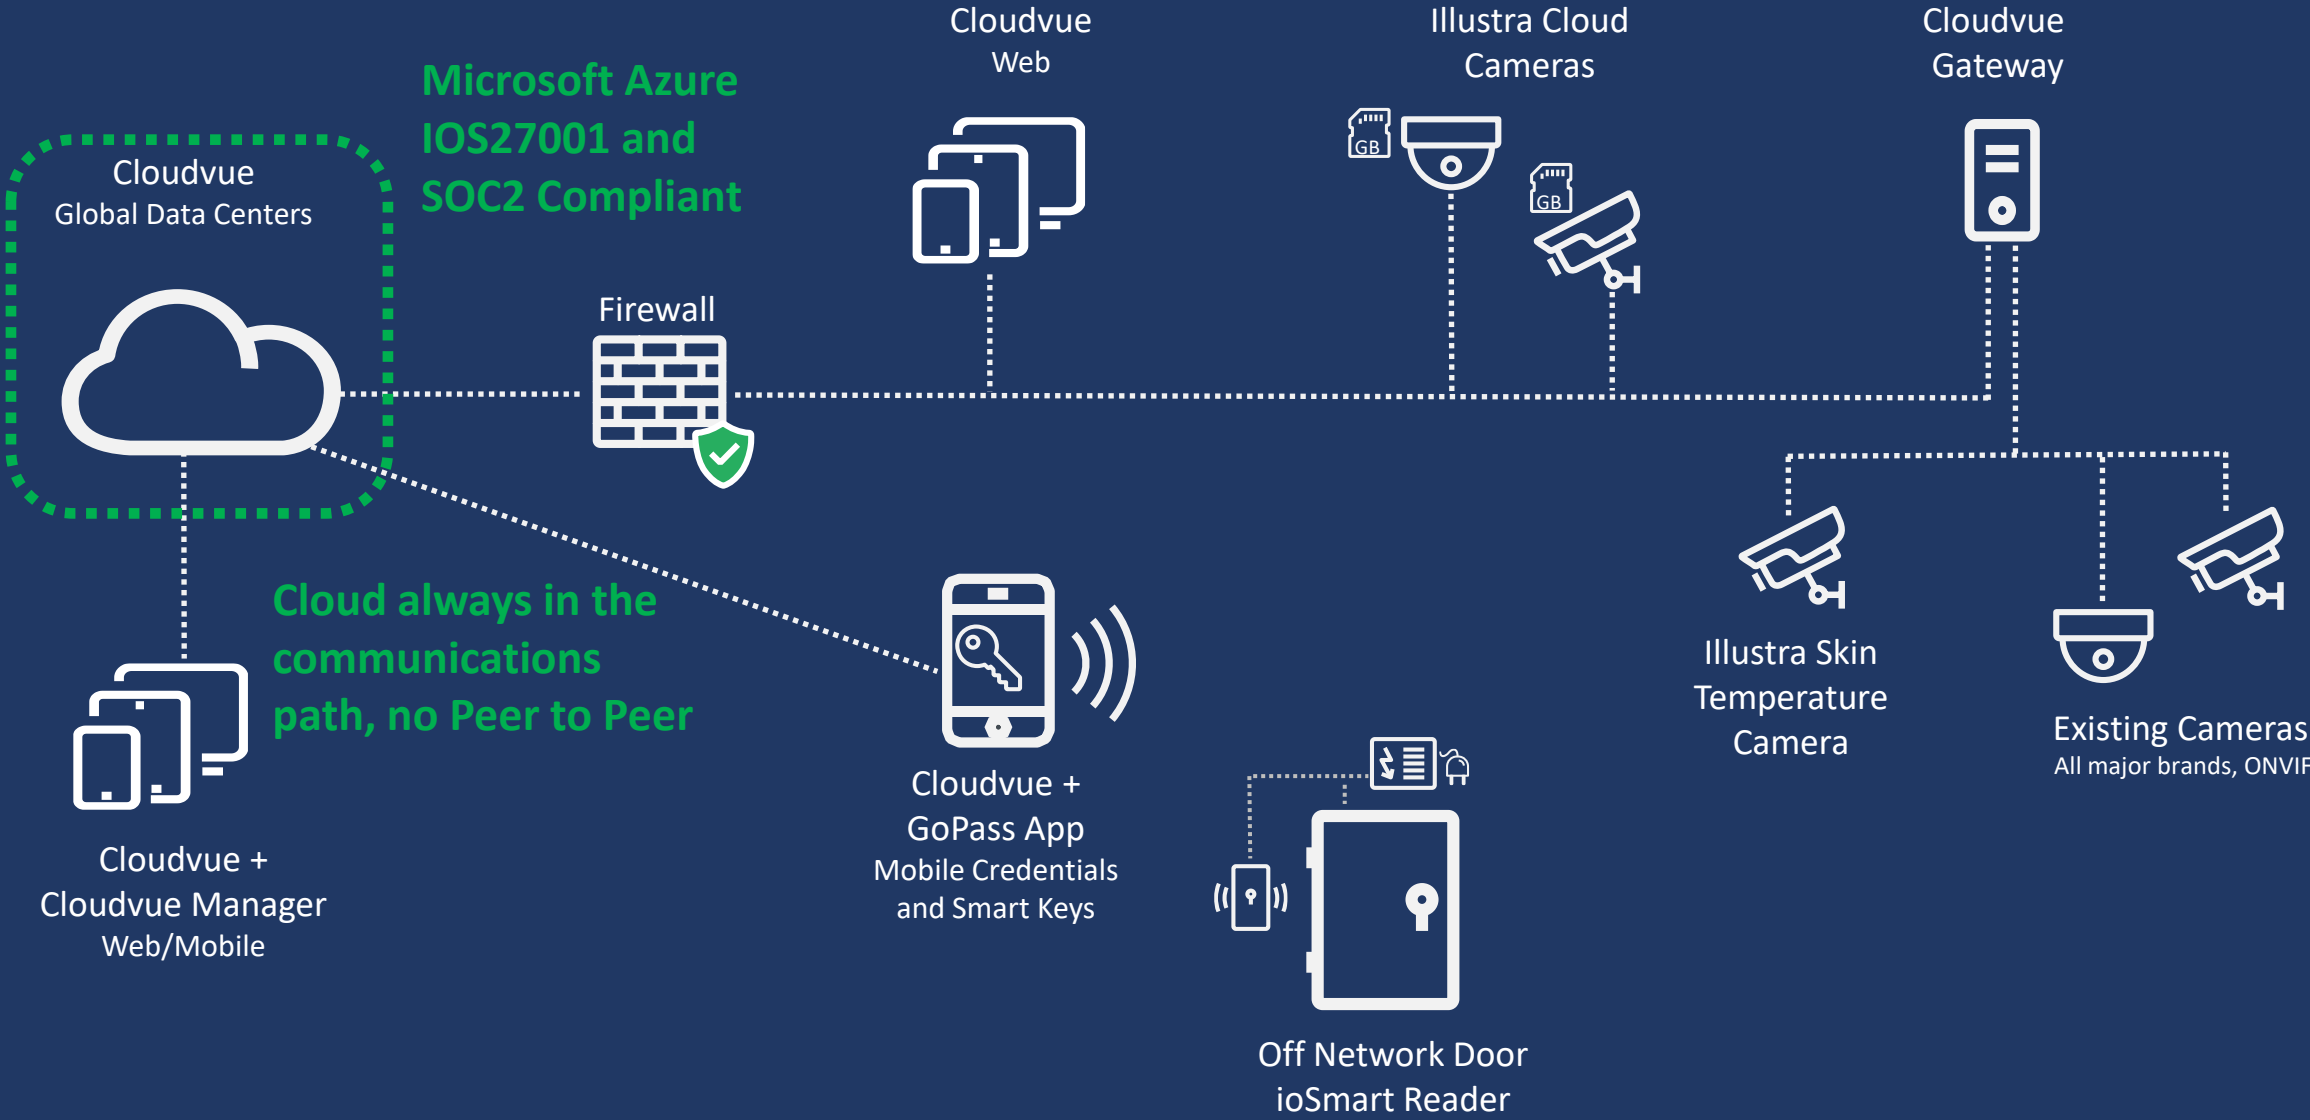 Cloudvue
Web
Illustra Cloud
Cameras
Cloudvue
Gateway
Microsoft Azure
IOS27001 and
SOC2 Compliant
GB
GB
Cloudvue
Global Data Centers
Firewall
Cloud always in the
communications
path, no Peer to Peer
Illustra Skin
Temperature
Camera
Existing Cameras
All major brands, ONVIF
Cloudvue +
GoPass App
Mobile Credentials
and Smart Keys
Cloudvue +
Cloudvue Manager
Web/Mobile
Off Network Door
ioSmart Reader